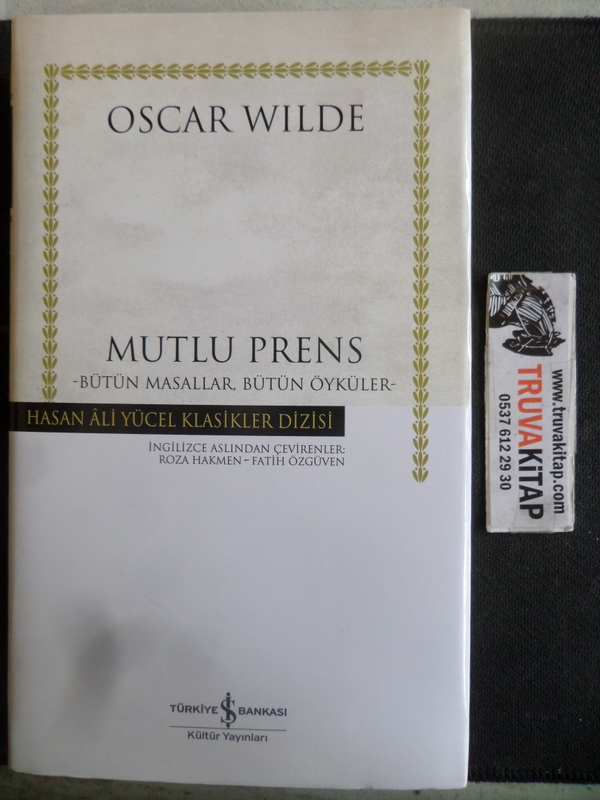 OSCAR WILDE
MUTLU PRENS
-BÜTÜN MASALLAR, BÜTÜN ÖYKÜLER-
HASAN ÂLİ YÜCEL KLASİKLER DİZİSİ
İNGİLİZCE ASLINDAN ÇEVİRENLER:
ROZA HAKMEN – FATİH ÖZGÜVEN
TÜRKİYE İŞ BANKASI
Kültür Yayınları
www.truvakitap.com
TRUVAKİTAP
0537 612 29 30